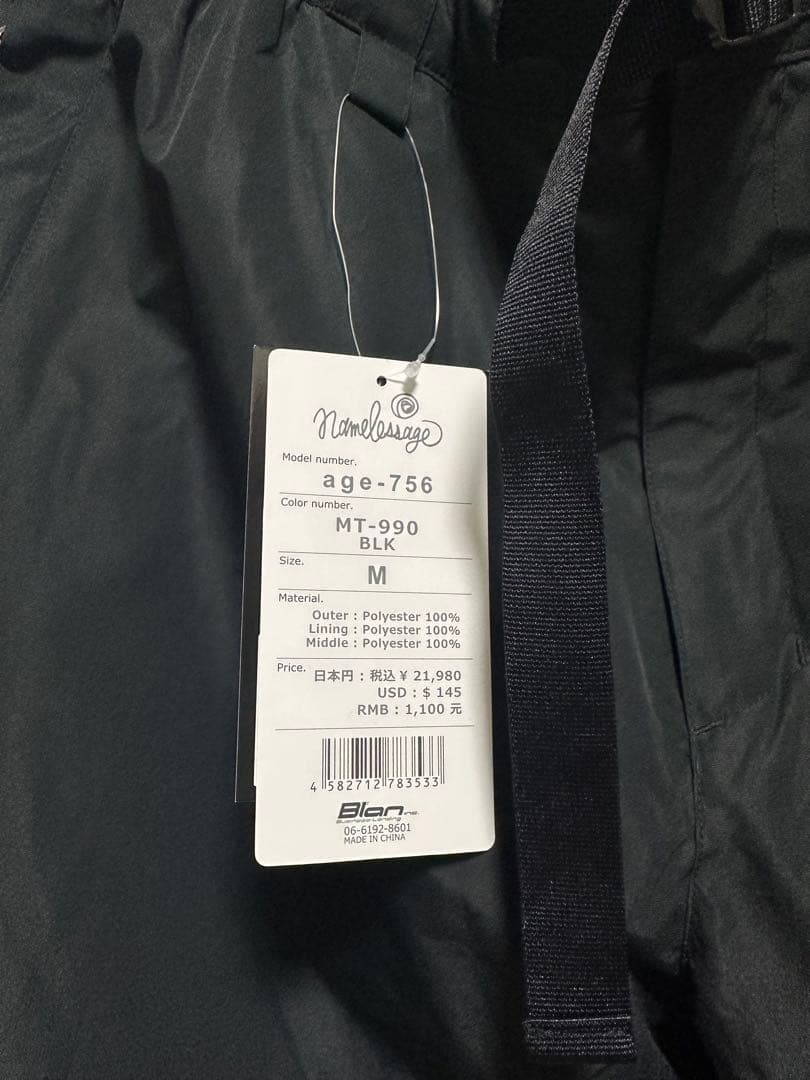 namelessage
Model number.
age-756
Color number.
MT-990
BLK
Size.
M
Material.
Outer : Polyester 100%
Lining : Polyester 100%
Middle : Polyester 100%
Price.
日本円 : 税込 ¥ 21,980
USD : $ 145
RMB : 1,100 元
4 582712 783533
Blan inc.
06-6192-8601
MADE IN CHINA